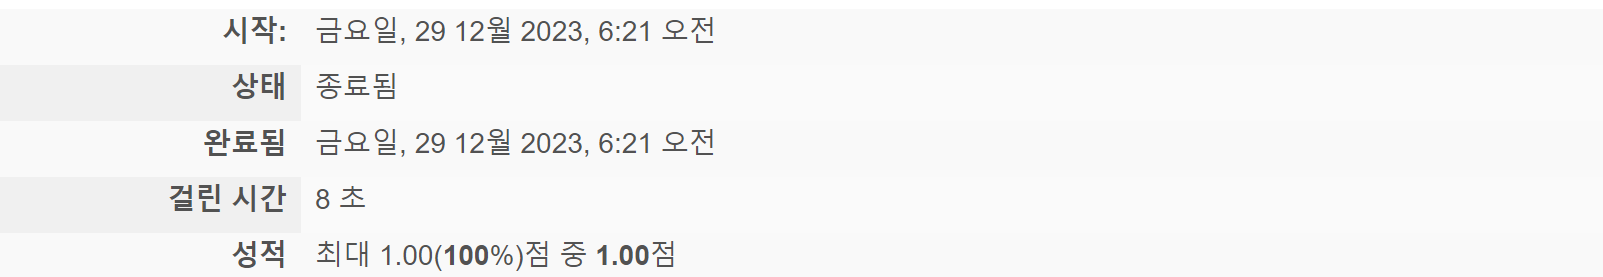 시작: 금요일, 29 12월 2023, 6:21 오전
상태 종료됨
완료됨 금요일, 29 12월 2023, 6:21 오전
걸린 시간 8 초
성적 최대 1.00(100%)점 중 1.00점